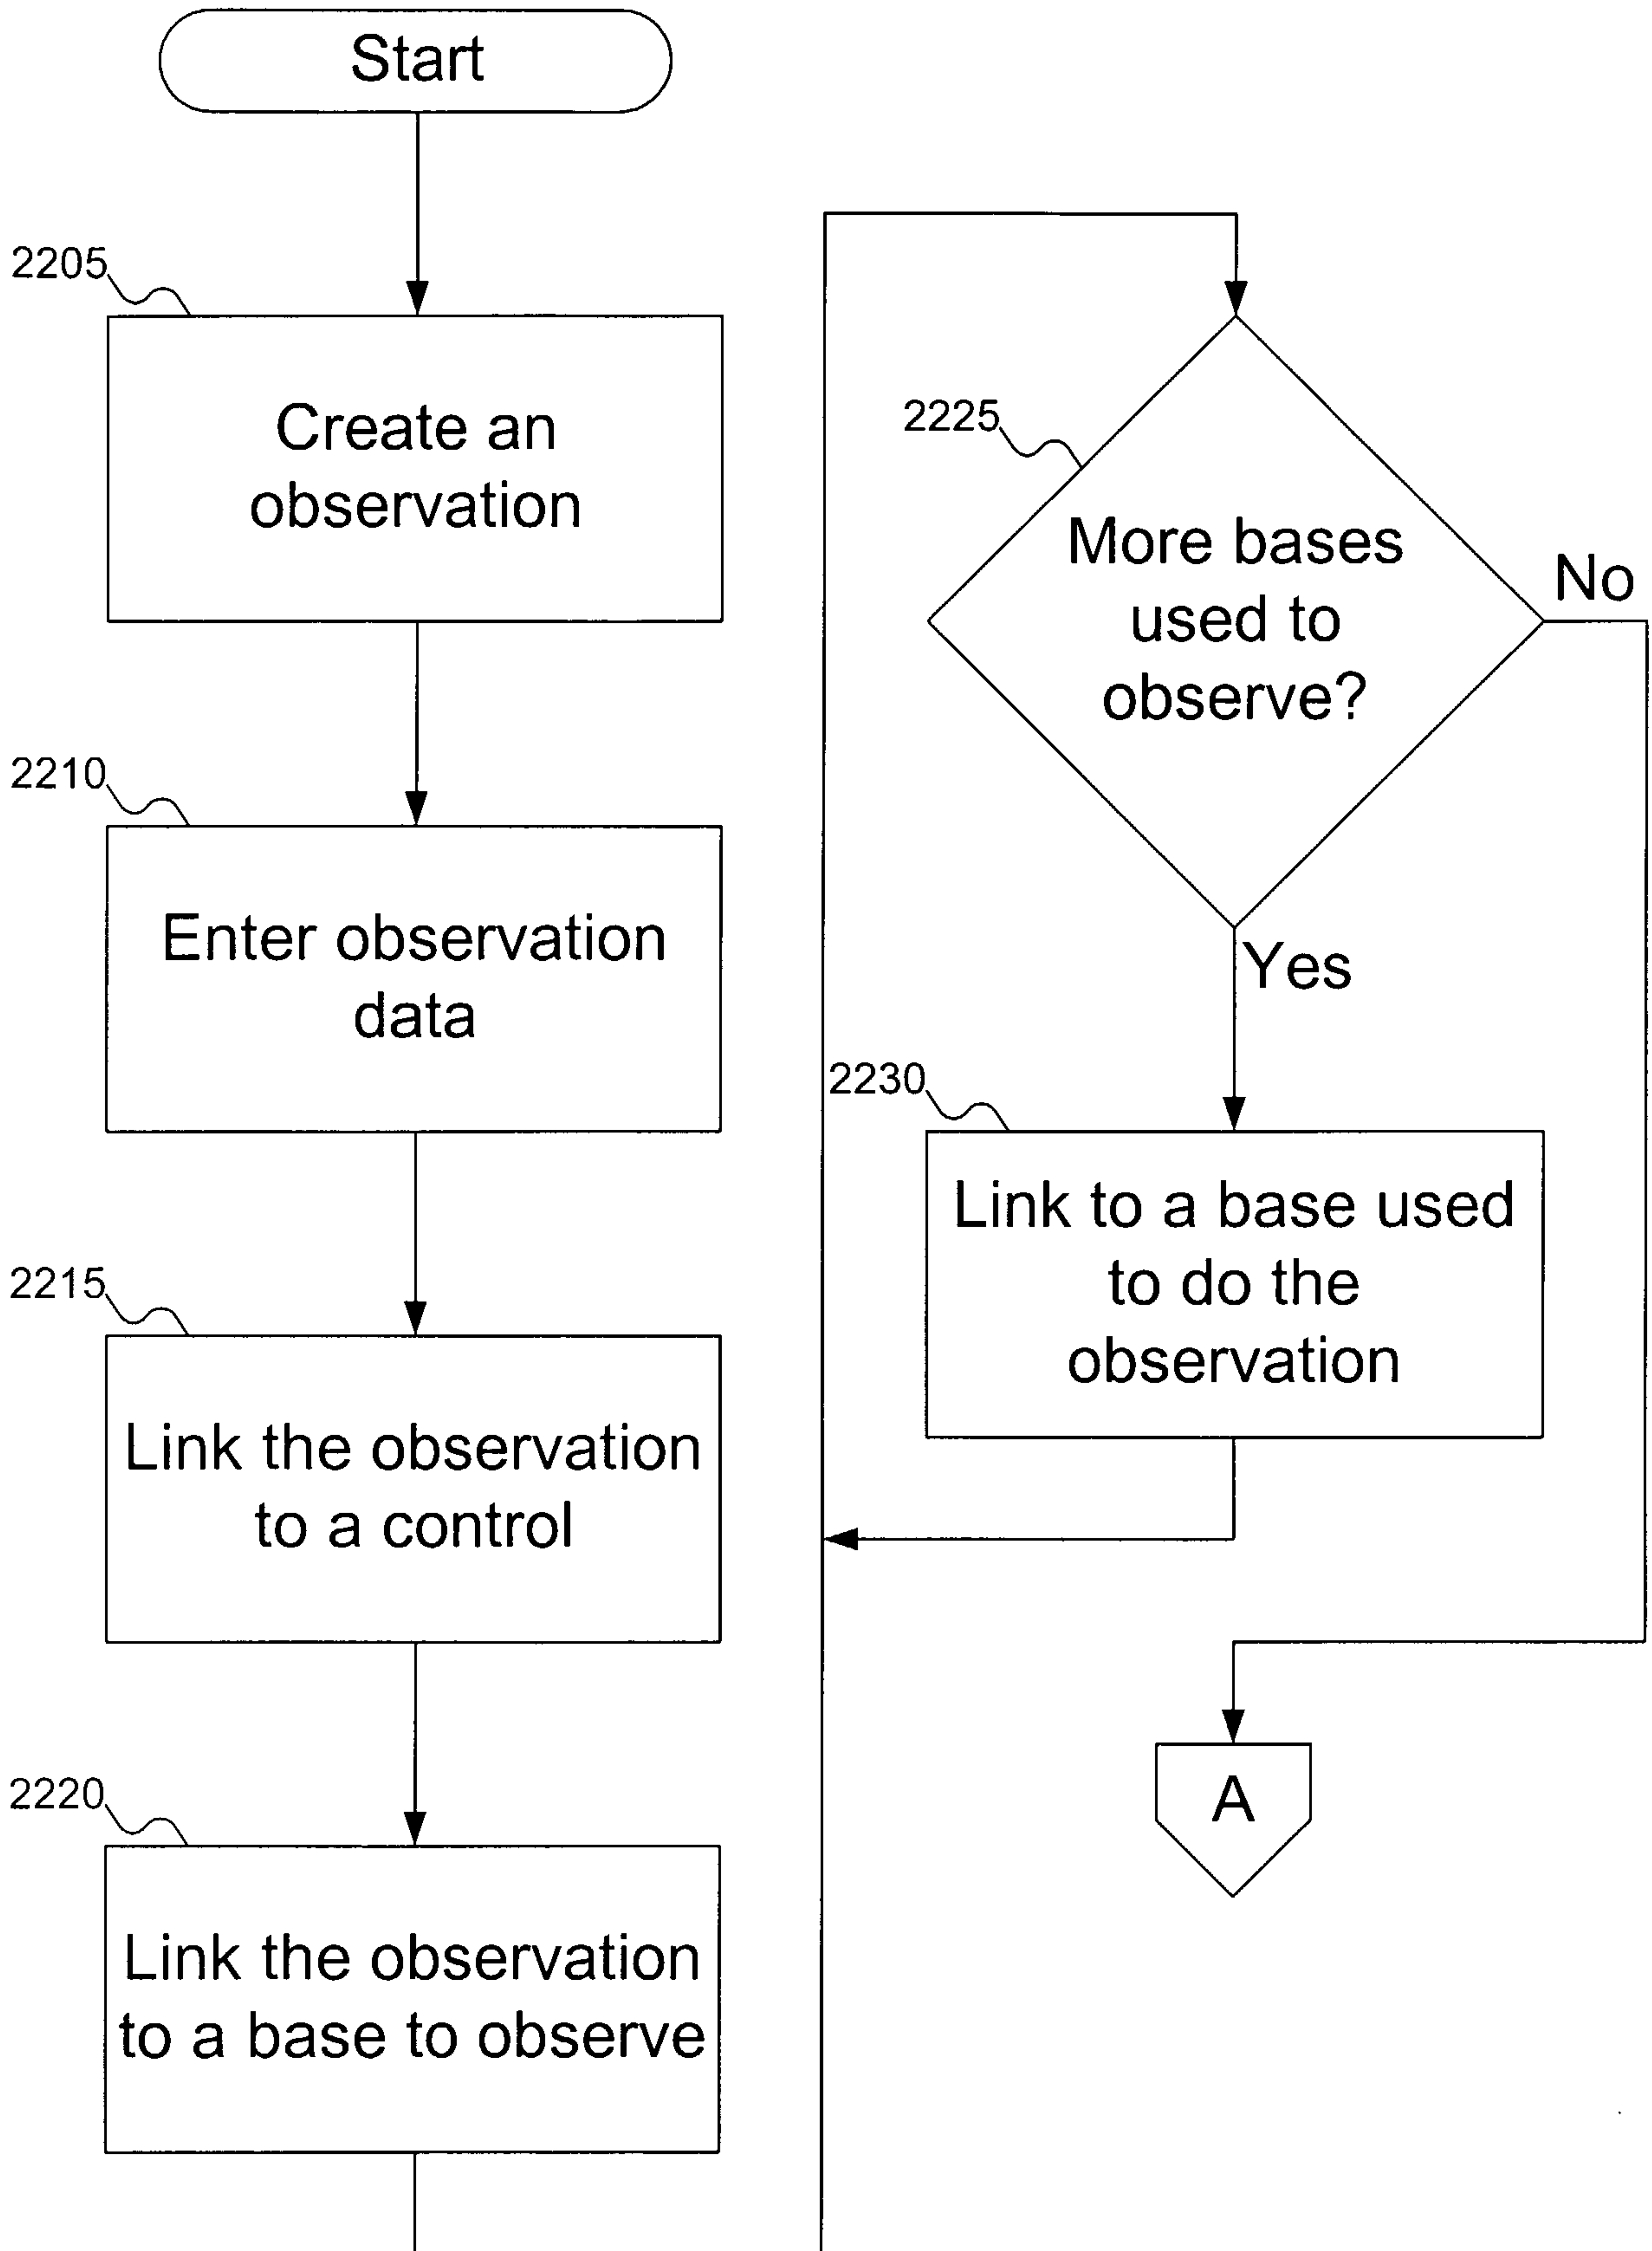 Start
2205
Create an
observation
2210
Enter observation
data
2215
Link the observation
to a control
2220
Link the observation
to a base to observe
2225
More bases
used to
observe?
No
Yes
2230
Link to a base used
to do the
observation
A